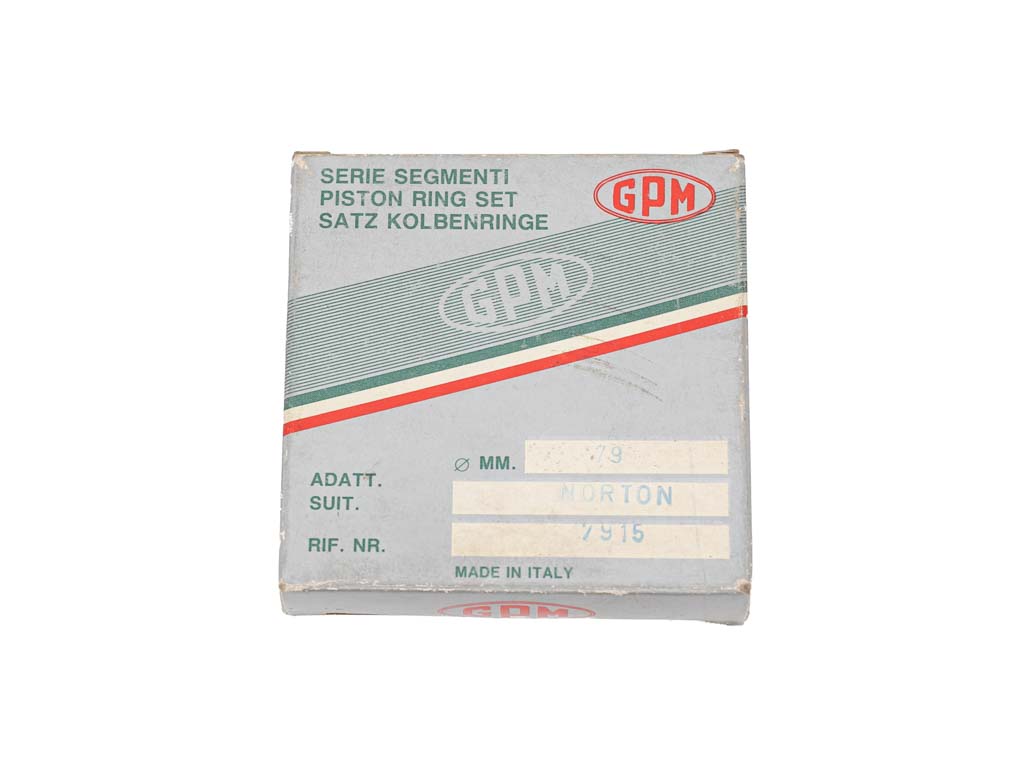 SERIE SEGMENTI
PISTON RING SET
SATZ KOLBENRINGE
GPM
GPM
Ø MM. 79
ADATT.
SUIT. NORTON
RIF. NR. 7915
MADE IN ITALY
GPM